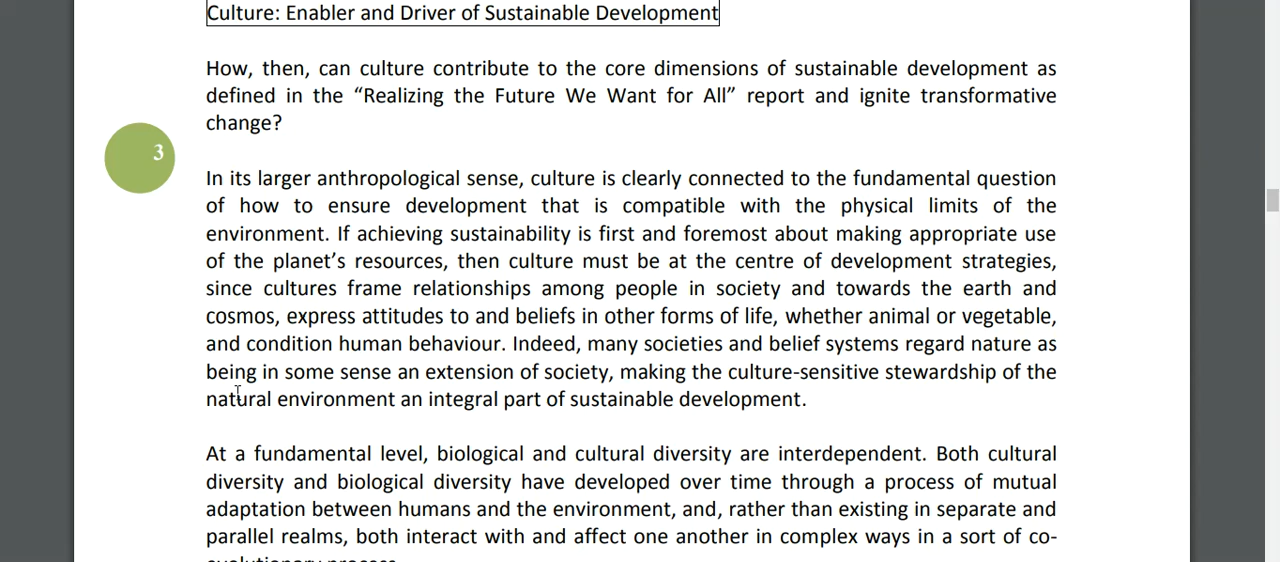 Culture: Enabler and Driver of Sustainable Development
How, then, can culture contribute to the core dimensions of sustainable development as
defined in the “Realizing the Future We Want for All” report and ignite transformative
change?
3
In its larger anthropological sense, culture is clearly connected to the fundamental question
of how to ensure development that is compatible with the physical limits of the
environment. If achieving sustainability is first and foremost about making appropriate use
of the planet’s resources, then culture must be at the centre of development strategies,
since cultures frame relationships among people in society and towards the earth and
cosmos, express attitudes to and beliefs in other forms of life, whether animal or vegetable,
and condition human behaviour. Indeed, many societies and belief systems regard nature as
being in some sense an extension of society, making the culture-sensitive stewardship of the
natural environment an integral part of sustainable development.
At a fundamental level, biological and cultural diversity are interdependent. Both cultural
diversity and biological diversity have developed over time through a process of mutual
adaptation between humans and the environment, and, rather than existing in separate and
parallel realms, both interact with and affect one another in complex ways in a sort of co-